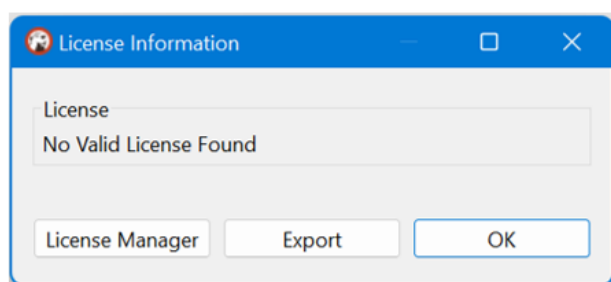 License Information
License
No Valid License Found
License Manager
Export
OK